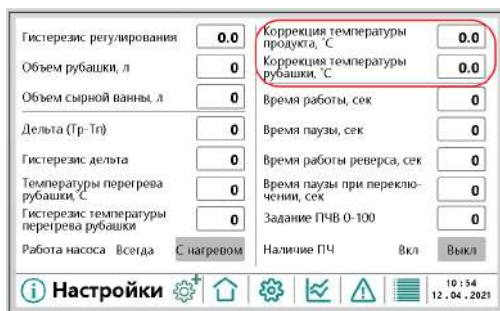 Гистерезис регулирования 0.0
Объем рубашки, л 0
Объем сырной ванны, л 0
Дельта (Тр-Тп) 0
Гистерезис дельта 0
Температуры перегрева
рубашки,°С 0
Гистерезис температуры
перегрева рубашки 0
Работа насоса Всегда С нагревом
Коррекция температуры
продукта, °С 0.0
Коррекция температуры
рубашки, °С 0.0
Время работы, сек 0
Время паузы, сек 0
Время работы реверса, сек 0
Время паузы при переклю-
чении, сек 0
Задание ПЧВ 0-100 0
Наличие ПЧ Вкл Выкл
Настройки
10:54
12.04.2021